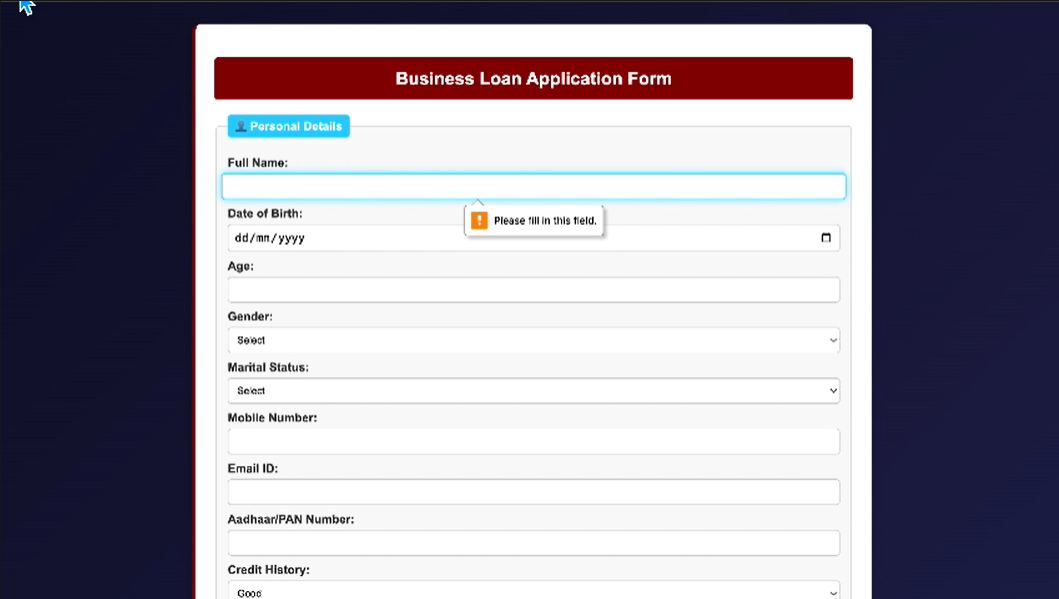 Business Loan Application Form
Personal Details
Full Name:
Please fill in this field.
Date of Birth:
dd/mm/yyyy
Age:
Gender:
Select
Marital Status:
Select
Mobile Number:
Email ID:
Aadhaar/PAN Number:
Credit History:
Good